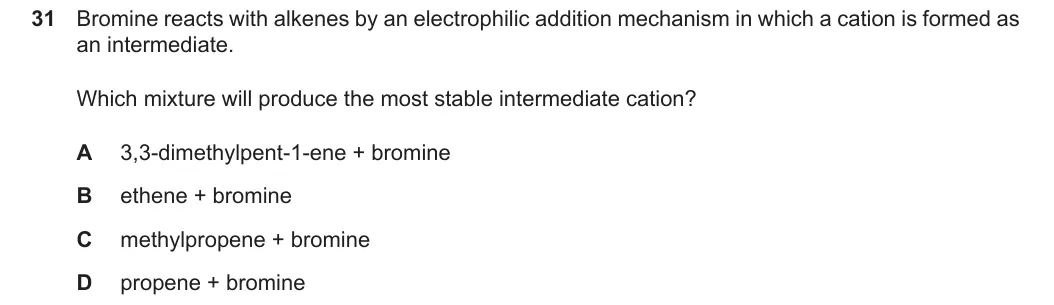 31 Bromine reacts with alkenes by an electrophilic addition mechanism in which a cation is formed as
an intermediate.
Which mixture will produce the most stable intermediate cation?
A 3,3-dimethylpent-1-ene + bromine
B ethene + bromine
C methylpropene + bromine
D propene + bromine